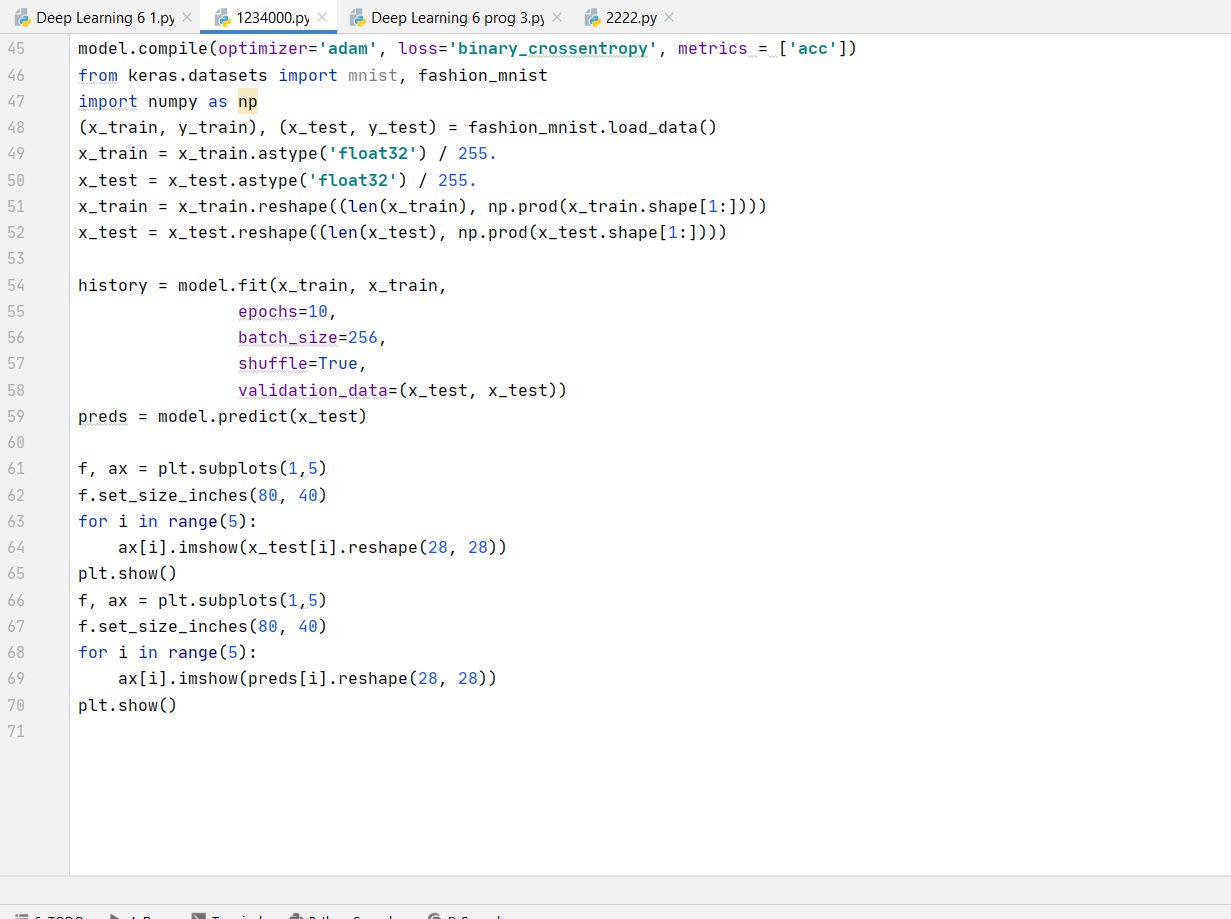 Deep Learning 6 1.py 1234000.py Deep Learning 6 prog 3.py 2222.py
45 model.compile(optimizer='adam', loss='binary_crossentropy', metrics = ['acc'])
46 from keras.datasets import mnist, fashion_mnist
47 import numpy as np
48 (x_train, y_train), (x_test, y_test) = fashion_mnist.load_data()
49 x_train = x_train.astype('float32') / 255.
50 x_test = x_test.astype('float32') / 255.
51 x_train = x_train.reshape((len(x_train), np.prod(x_train.shape[1:])))
52 x_test = x_test.reshape((len(x_test), np.prod(x_test.shape[1:])))
53
54 history = model.fit(x_train, x_train,
55                 epochs=10,
56                 batch_size=256,
57                 shuffle=True,
58                 validation_data=(x_test, x_test))
59 preds = model.predict(x_test)
60
61 f, ax = plt.subplots(1,5)
62 f.set_size_inches(80, 40)
63 for i in range(5):
64     ax[i].imshow(x_test[i].reshape(28, 28))
65 plt.show()
66 f, ax = plt.subplots(1,5)
67 f.set_size_inches(80, 40)
68 for i in range(5):
69     ax[i].imshow(preds[i].reshape(28, 28))
70 plt.show()
71